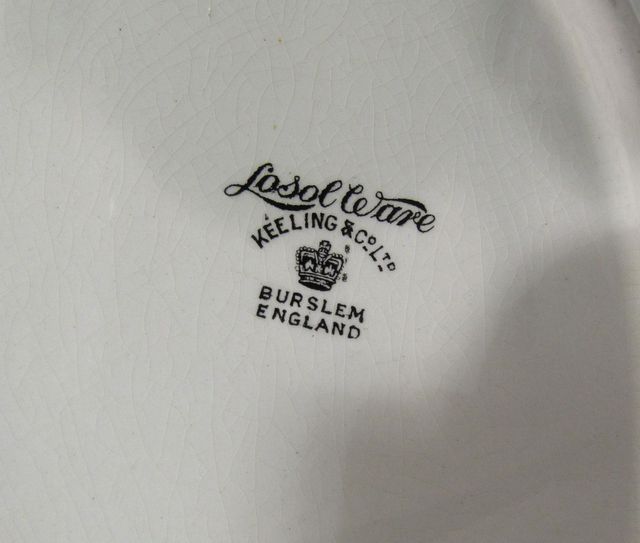 Losol Ware
KEELING & Co. LTD
BURSLEM
ENGLAND